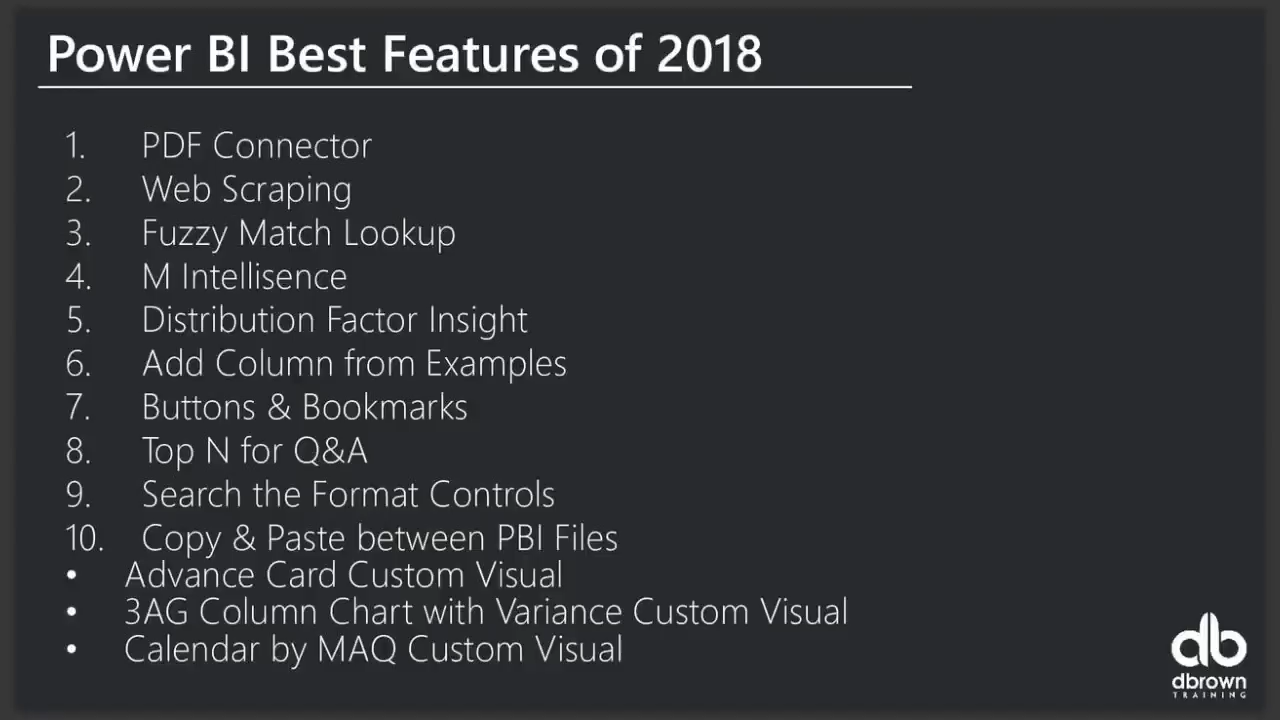 Power BI Best Features of 2018
1. PDF Connector
2. Web Scraping
3. Fuzzy Match Lookup
4. M Intellisence
5. Distribution Factor Insight
6. Add Column from Examples
7. Buttons & Bookmarks
8. Top N for Q&A
9. Search the Format Controls
10. Copy & Paste between PBI Files
• Advance Card Custom Visual
• 3AG Column Chart with Variance Custom Visual
• Calendar by MAQ Custom Visual
db
dbrown
TRAINING